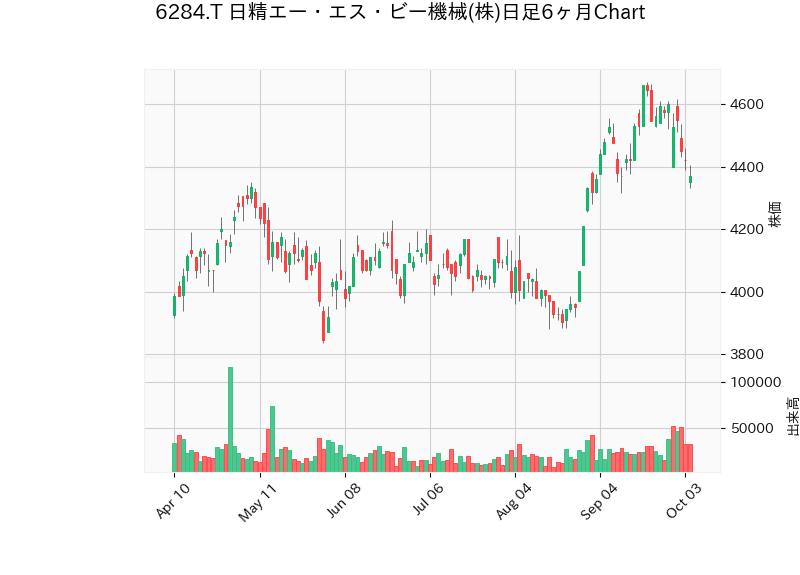 6284.T 日精エー・エス・ビー機械(株)日足6ヶ月Chart
4600
4400
4200
4000
3800
株価
100000
50000
出来高
Apr 10
May 11
Jun 08
Jul 06
Aug 04
Sep 04
Oct 03